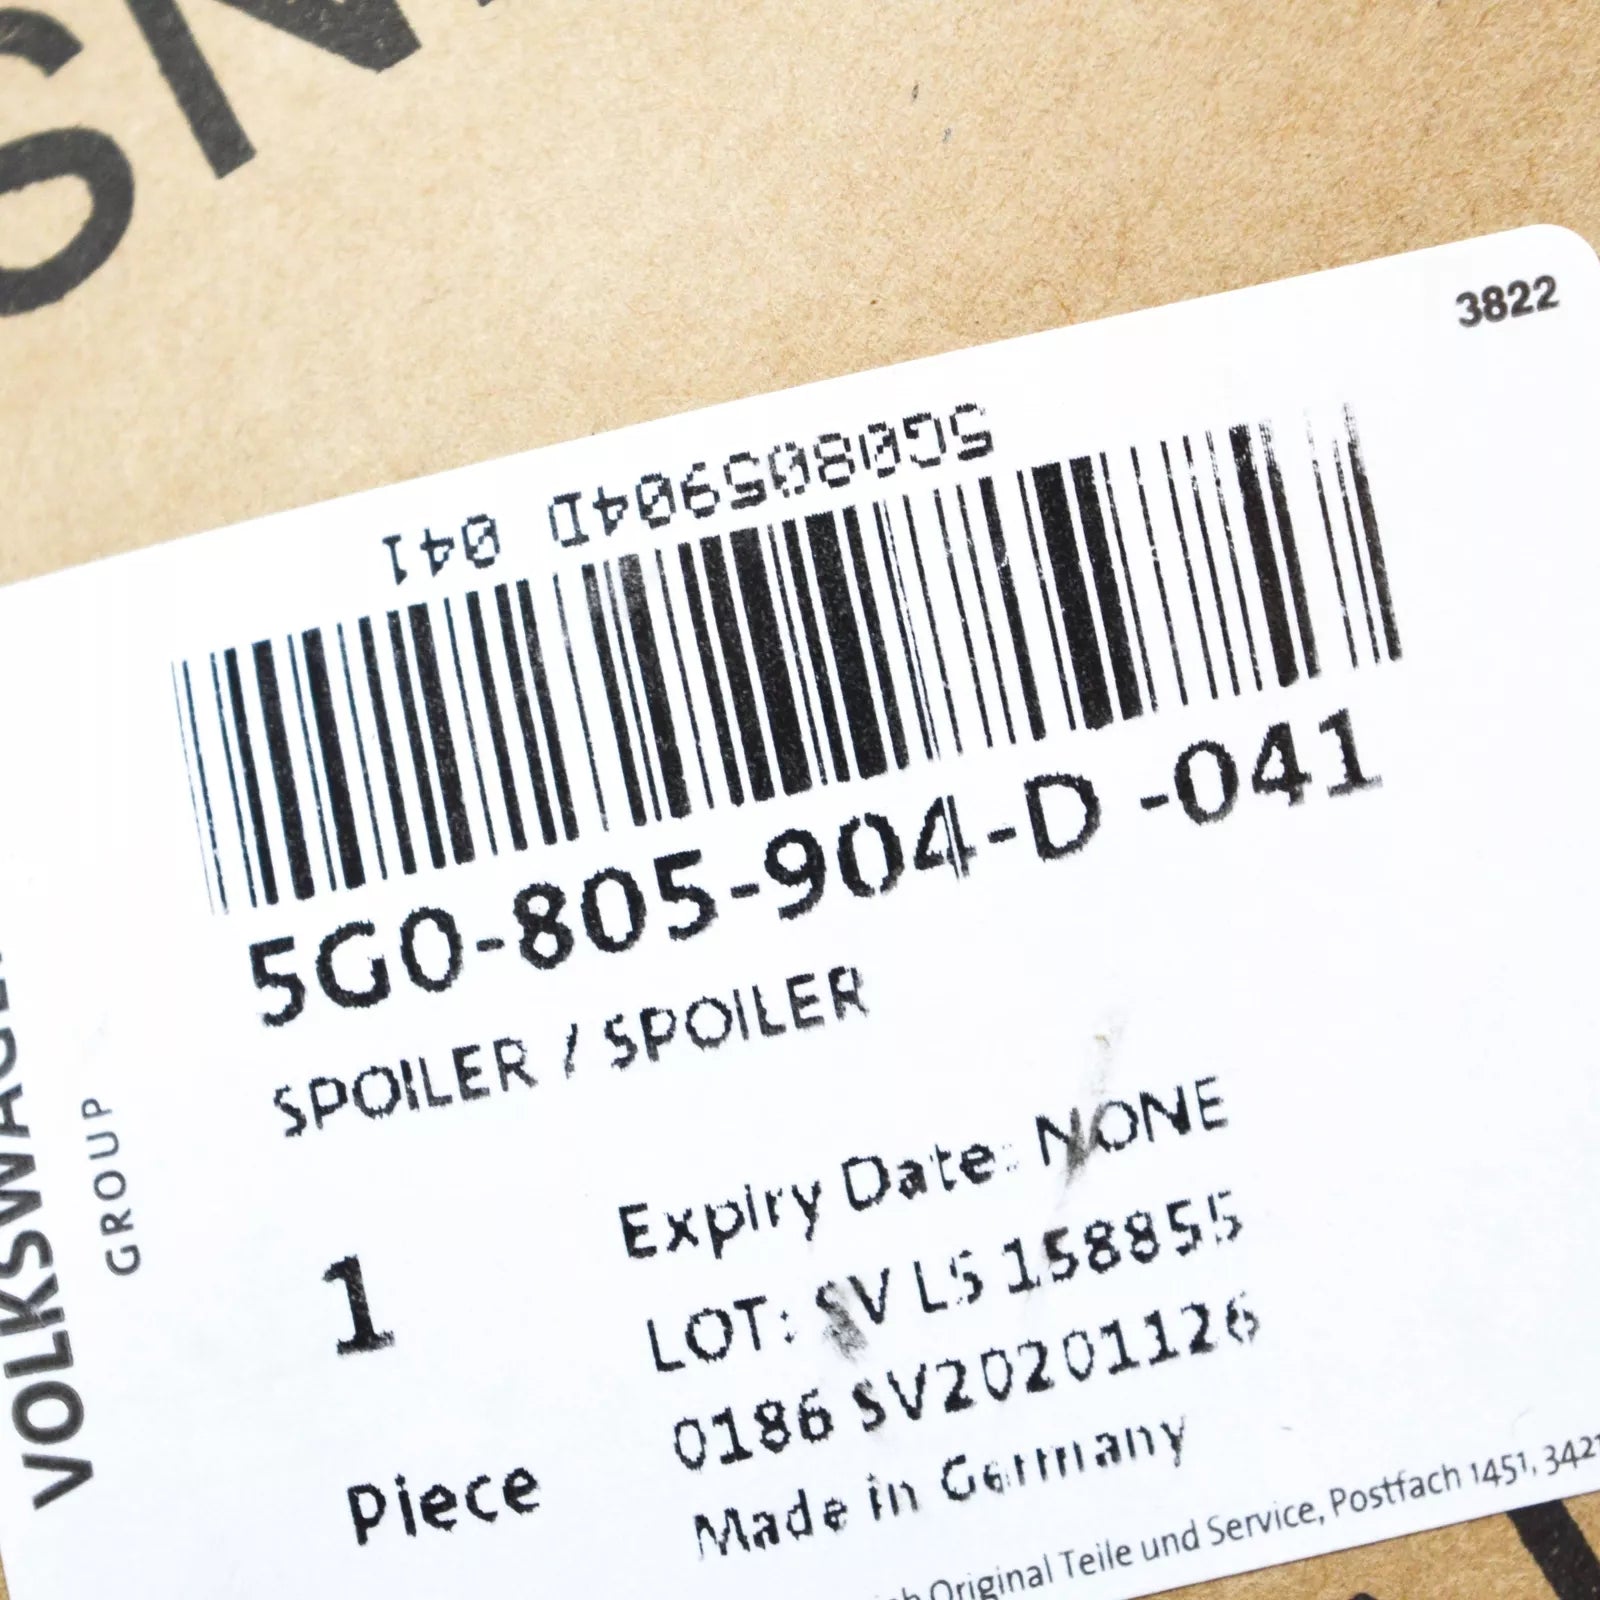 3822
5G0805904D 041
5G0-805-904-D -041
SPOILER / SPOILER
Expiry Date: NONE
LOT: SV LS 158855
0186 SV20201126
Made in Germany
1
Piece
VOLKSWAGEN
GROUP
Original Teile und Service, Postfach 1451, 3421